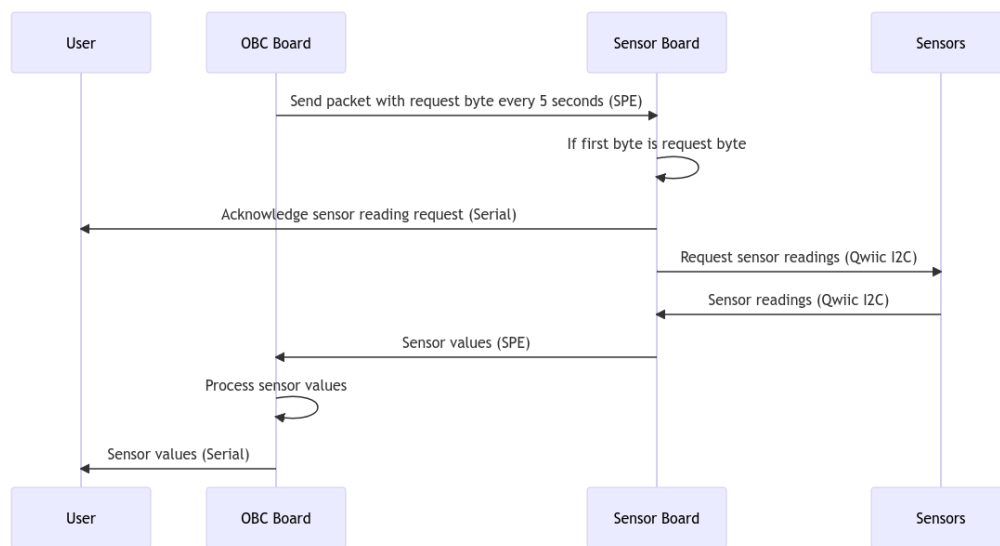 User
OBC Board
Sensor Board
Sensors
Send packet with request byte every 5 seconds (SPE)
If first byte is request byte
Acknowledge sensor reading request (Serial)
Request sensor readings (Qwiic I2C)
Sensor readings (Qwiic I2C)
Sensor values (SPE)
Process sensor values
Sensor values (Serial)
User
OBC Board
Sensor Board
Sensors